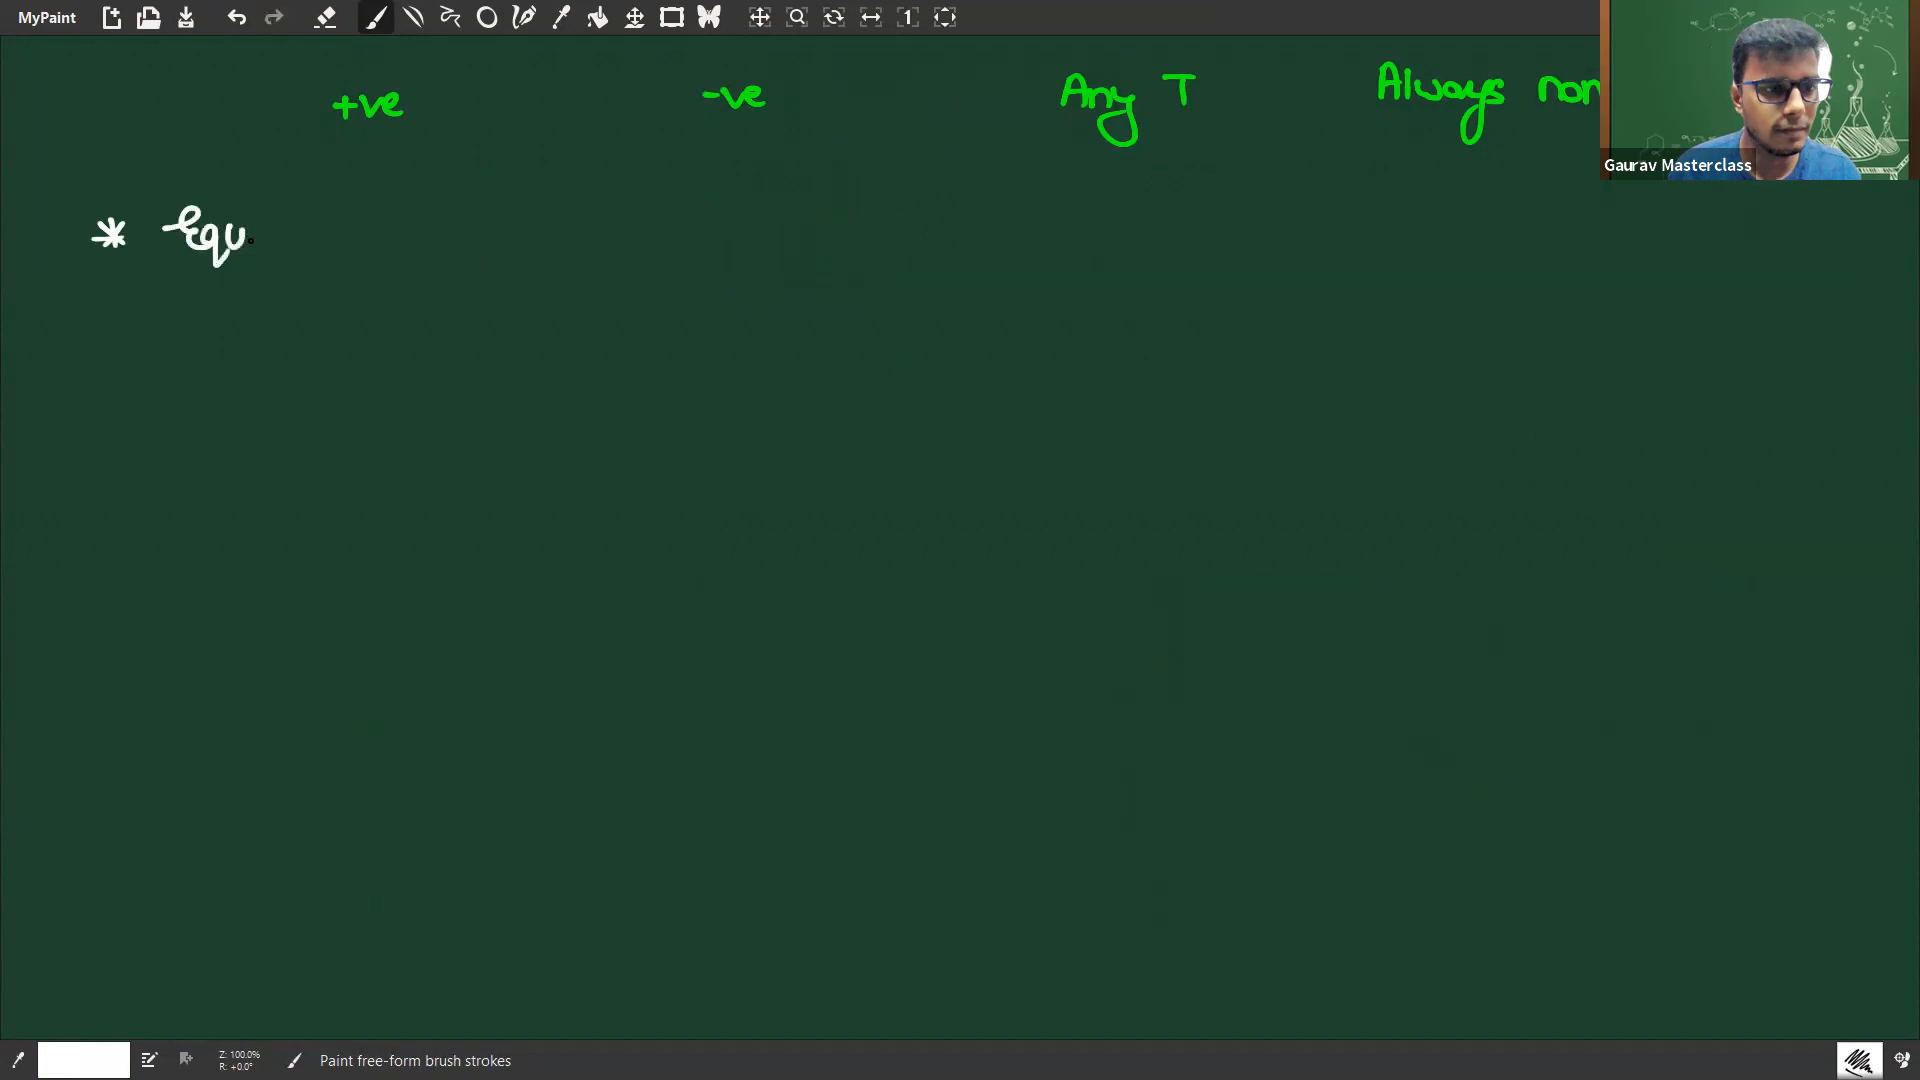 MyPaint
+ve -ve Any T Always non
Gaurav Masterclass
* Equ
Z: 100.0%
R: +0.0°
Paint free-form brush strokes